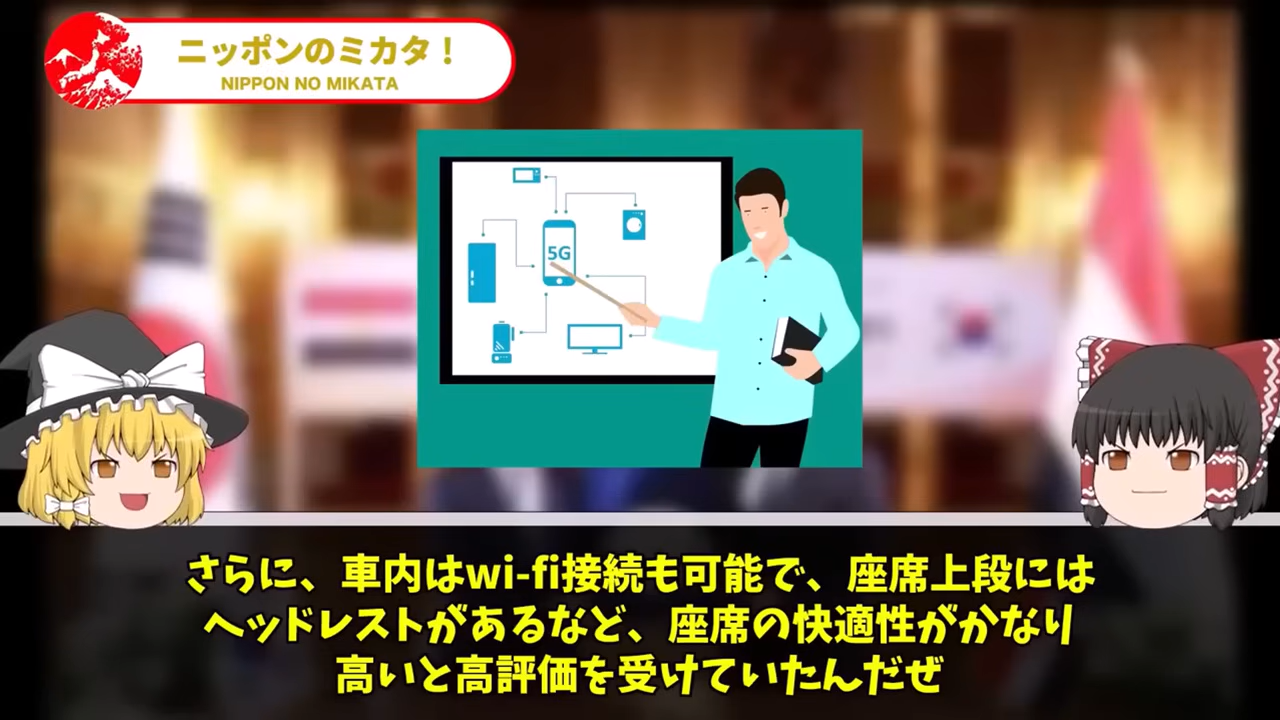 ニッポンのミカタ！
NIPPON NO MIKATA
5G
さらに、車内はwi-fi接続も可能で、座席上段には
ヘッドレストがあるなど、座席の快適性がかなり
高いと高評価を受けていたんだぜ